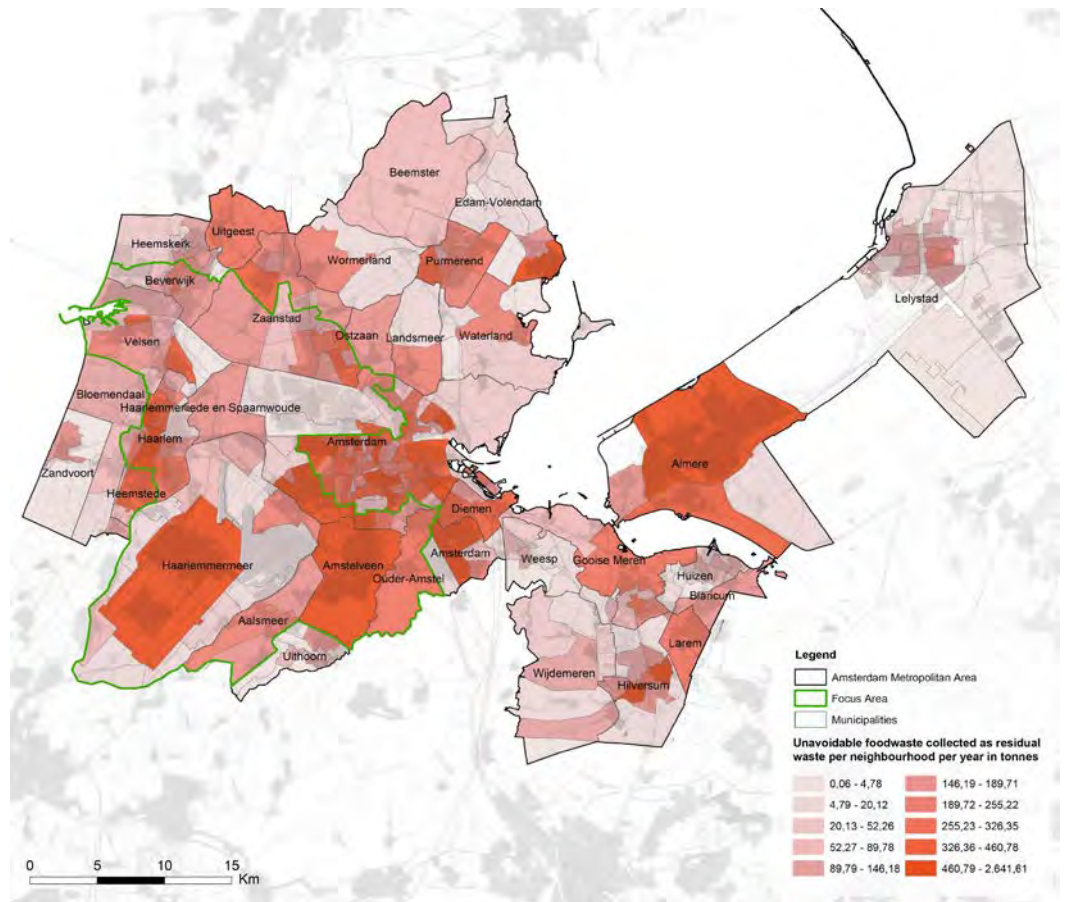 Beemster
Edam-Volendam
Uitgeest
Heemskerk
Wormerland
Purmerend
Beverwijk
Lelystad
Zaanstad
Ostzaan
Landsmeer
Waterland
Velsen
Bloemendaal
Haarlemmerliede en Spaarnwoude
Haarlem
Amsterdam
Almere
Zandvoort
Heemstede
Diemen
Amsterdam
Weesp
Gooise Meren
Haarlemmermeer
Amstelveen
Ouder-Amstel
Huizen
Blaricum
Aalsmeer
Larem
Uithoorn
Wijdemeren
Hilversum
Legend
Amsterdam Metropolitan Area
Focus Area
Municipalities
Unavoidable foodwaste collected as residual
waste per neighbourhood per year in tonnes
0,06 - 4,78
4,79 - 20,12
20,13 - 52,26
52,27 - 89,78
89,79 - 146,18
146,19 - 189,71
189,72 - 255,22
255,23 - 326,35
326,36 - 460,78
460,79 - 2.641,61
0 5 10 15
Km